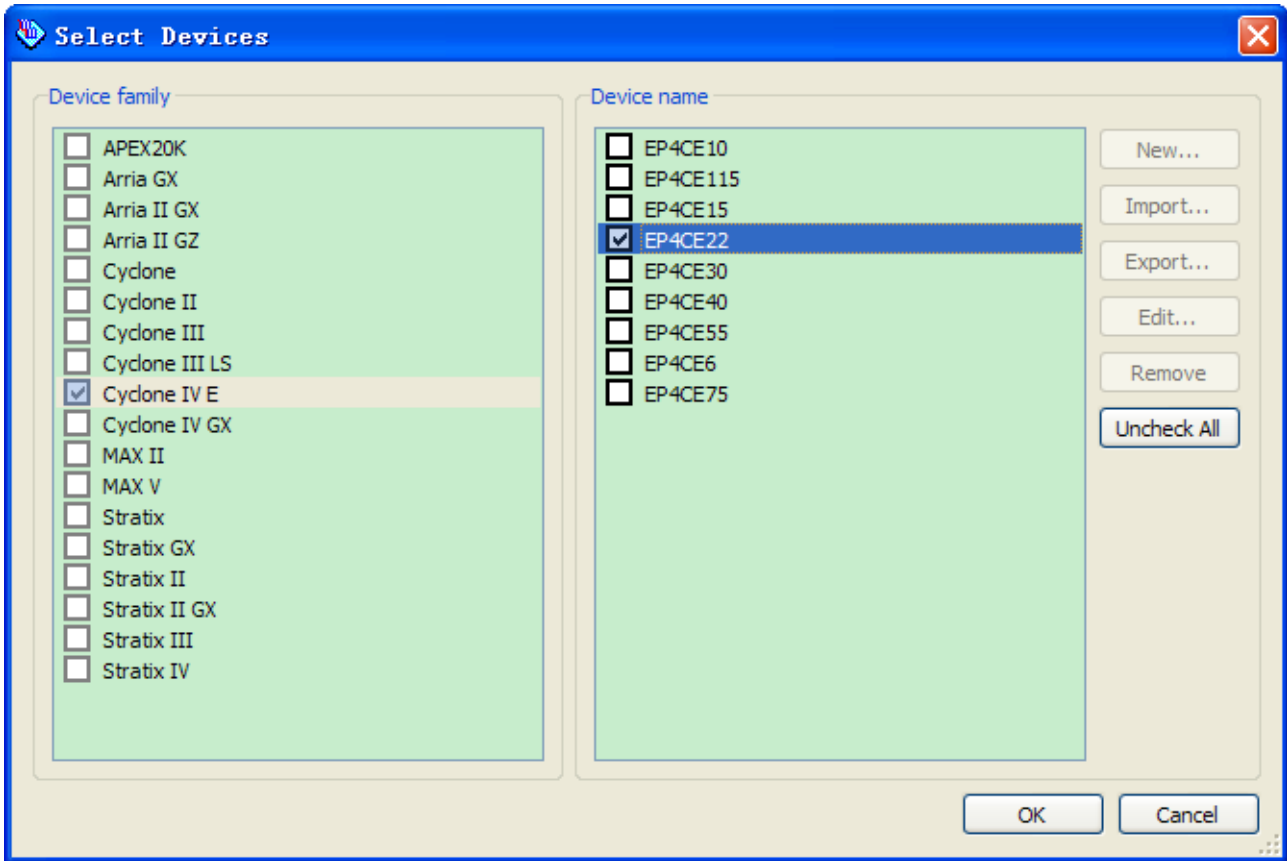 Select Devices
Device family
APEX20K
Arria GX
Arria II GX
Arria II GZ
Cyclone
Cyclone II
Cyclone III
Cyclone III LS
Cyclone IV E
Cyclone IV GX
MAX II
MAX V
Stratix
Stratix GX
Stratix II
Stratix II GX
Stratix III
Stratix IV
Device name
EP4CE10
EP4CE115
EP4CE15
EP4CE22
EP4CE30
EP4CE40
EP4CE55
EP4CE6
EP4CE75
New...
Import...
Export...
Edit...
Remove
Uncheck All
OK
Cancel